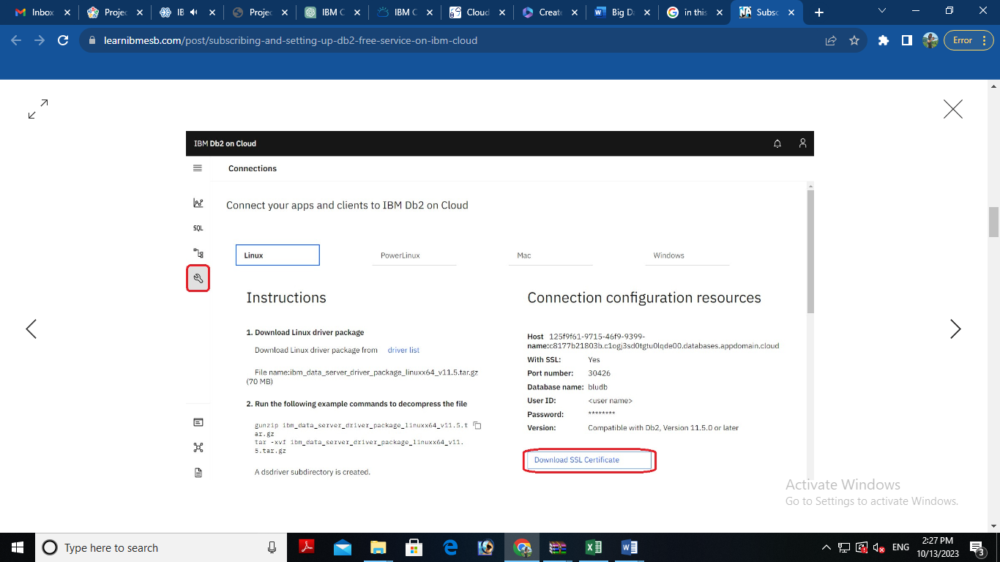 Inbox
Projec
IB
Projec
IBM C
IBM C
Cloud
Create
Big D
in this
Subsc
learnibmesb.com/post/subscribing-and-setting-up-db2-free-service-on-ibm-cloud
Error
IBM Db2 on Cloud
Connections
Connect your apps and clients to IBM Db2 on Cloud
SQL
Linux
PowerLinux
Mac
Windows
Instructions
1. Download Linux driver package
Download Linux driver package from driver list
File name:ibm_data_server_driver_package_linuxx64_v11.5.tar.gz
(70 MB)
2. Run the following example commands to decompress the file
gunzip ibm_data_server_driver_package_linuxx64_v11.5.t
ar.gz
tar -xvf ibm_data_server_driver_package_linuxx64_v11.
5.tar.gz
A dsdriver subdirectory is created.
Connection configuration resources
Host 125f9f61-9715-46f9-9399-
name:c8177b21803b.c1ogj3sd0tgtu0lqde00.databases.appdomain.cloud
With SSL: Yes
Port number: 30426
Database name: bludb
User ID: <user name>
Password: ********
Version: Compatible with Db2, Version 11.5.0 or later
Download SSL Certificate
Activate Windows
Go to Settings to activate Windows.
Type here to search
ENG
2:27 PM
10/13/2023
3